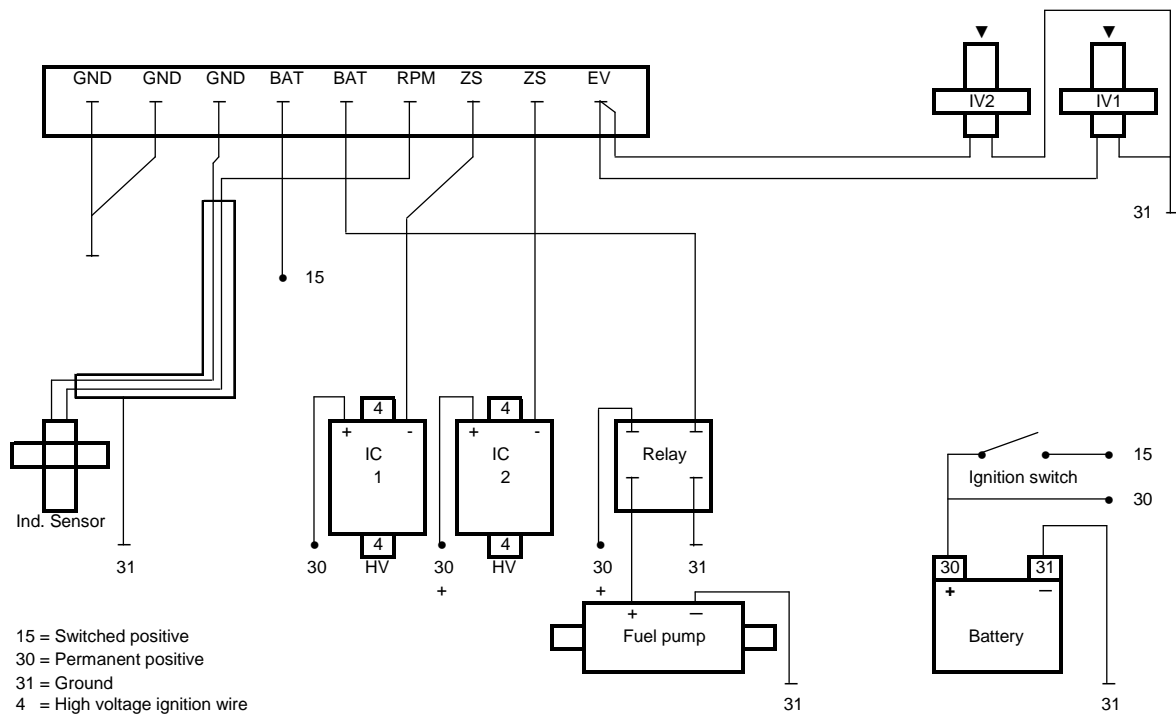 GND GND GND BAT BAT RPM ZS ZS EV
IV2 IV1
31
15
4 4
+ - + -
IC
1
IC
2
Relay
15
Ignition switch
30
Ind. Sensor
4 4
HV HV
31 30 30
+
30
+
31
30 31
+ —
Battery
+ —
Fuel pump
15 = Switched positive
30 = Permanent positive
31 = Ground
4 = High voltage ignition wire
31 31